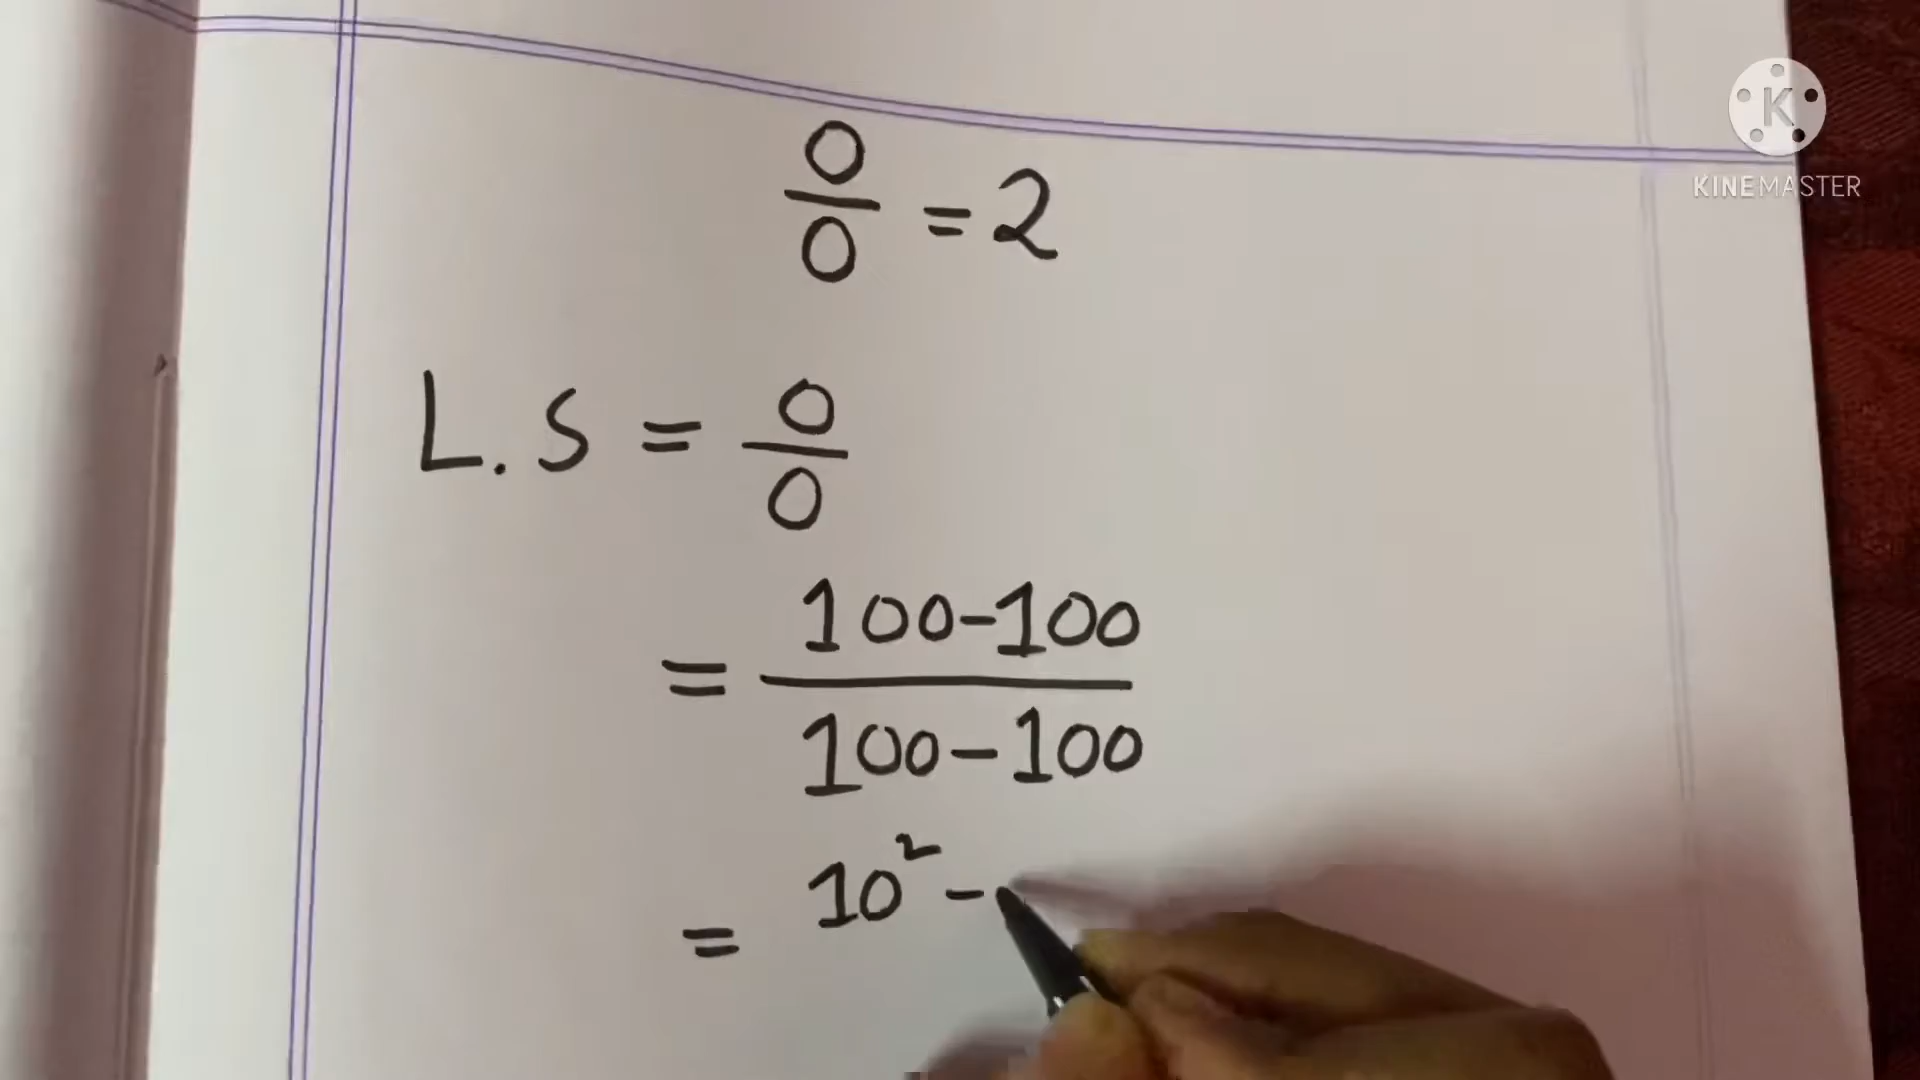 0/0 = 2
L.S = 0/0
= 100-100/100-100
= 10² -
K
KINEMASTER